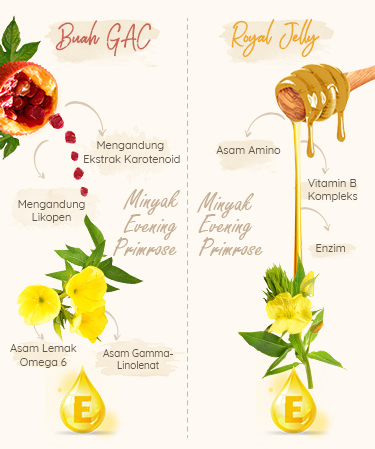 Buah GAC
Mengandung
Ekstrak Karotenoid
Mengandung
Likopen
Minyak
Evening
Primrose
Asam Lemak
Omega 6
Asam Gamma-
Linolenat
E
Royal Jelly
Asam Amino
Vitamin B
Kompleks
Minyak
Evening
Primrose
Enzim
E